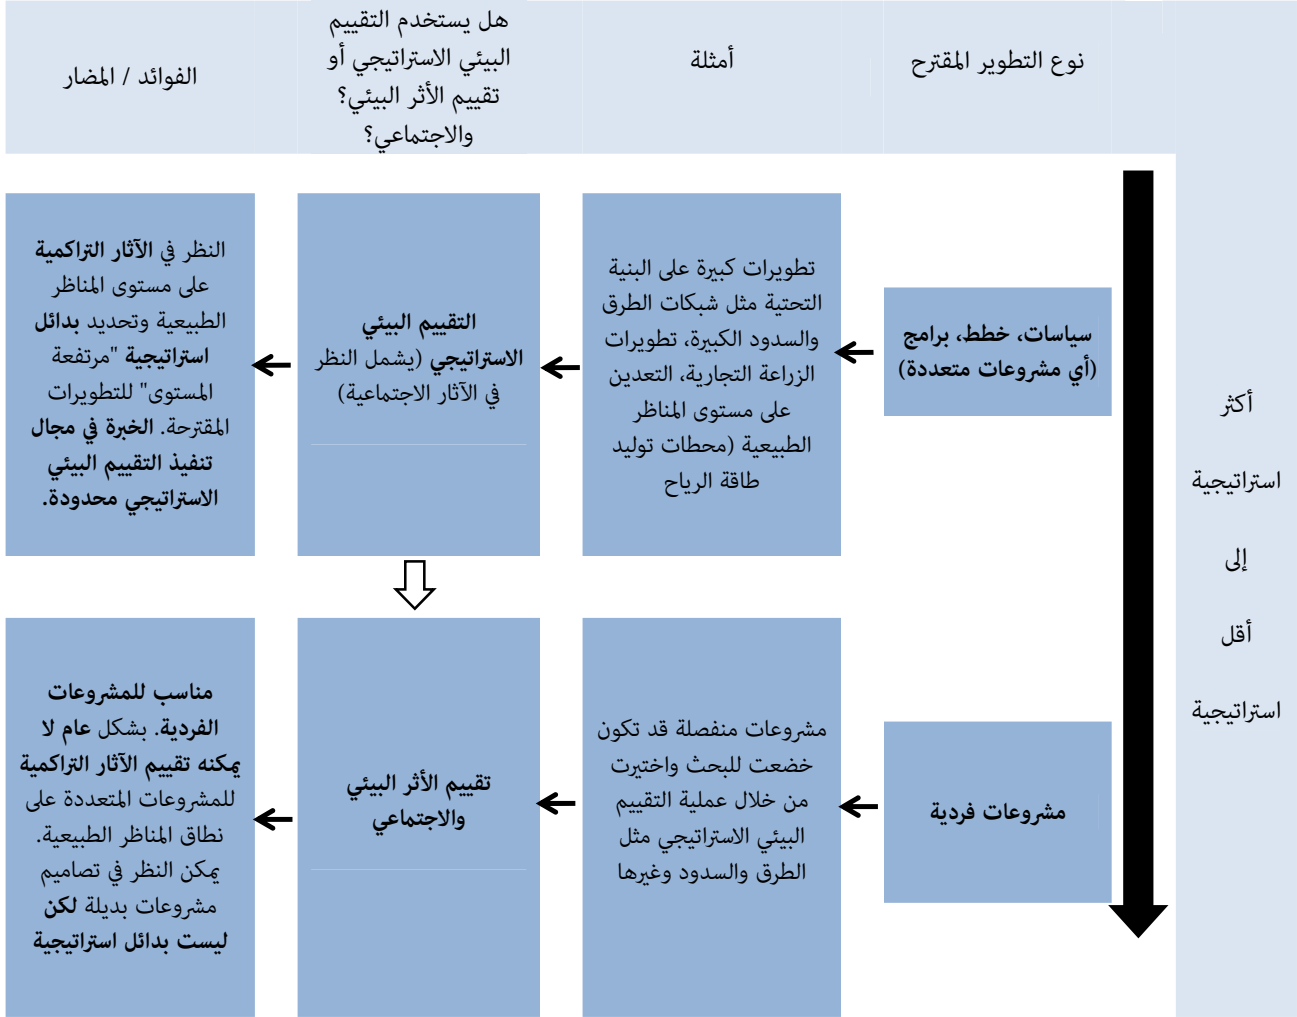 نوع التطوير المقترح
أمثلة
هل يستخدم التقييم
البيئي الاستراتيجي أو
تقييم الأثر البيئي؟
والاجتماعي؟
الفوائد / المضار
أكثر
استراتيجية
إلى
أقل
استراتيجية
سياسات، خطط، برامج
(أي مشروعات متعددة)
تطويرات كبيرة على البنية
التحتية مثل شبكات الطرق
والسدود الكبيرة، تطويرات
الزراعة التجارية، التعدين
على مستوى المناظر
الطبيعية (محطات توليد
طاقة الرياح
التقييم البيئي
الاستراتيجي (يشمل النظر
في الآثار الاجتماعية)
النظر في الآثار التراكمية
على مستوى المناظر
الطبيعية وتحديد بدائل
استراتيجية "مرتفعة
المستوى" للتطويرات
المقترحة. الخبرة في مجال
تنفيذ التقييم البيئي
الاستراتيجي محدودة.
مشروعات فردية
مشروعات منفصلة قد تكون
خضعت للبحث واختيرت
من خلال عملية التقييم
البيئي الاستراتيجي مثل
الطرق والسدود وغيرها
تقييم الأثر البيئي
والاجتماعي
مناسب للمشروعات
الفردية. بشكل عام لا
يمكنه تقييم الآثار التراكمية
للمشروعات المتعددة على
نطاق المناظر الطبيعية.
يمكن النظر في تصاميم
مشروعات بديلة لكن
ليست بدائل استراتيجية